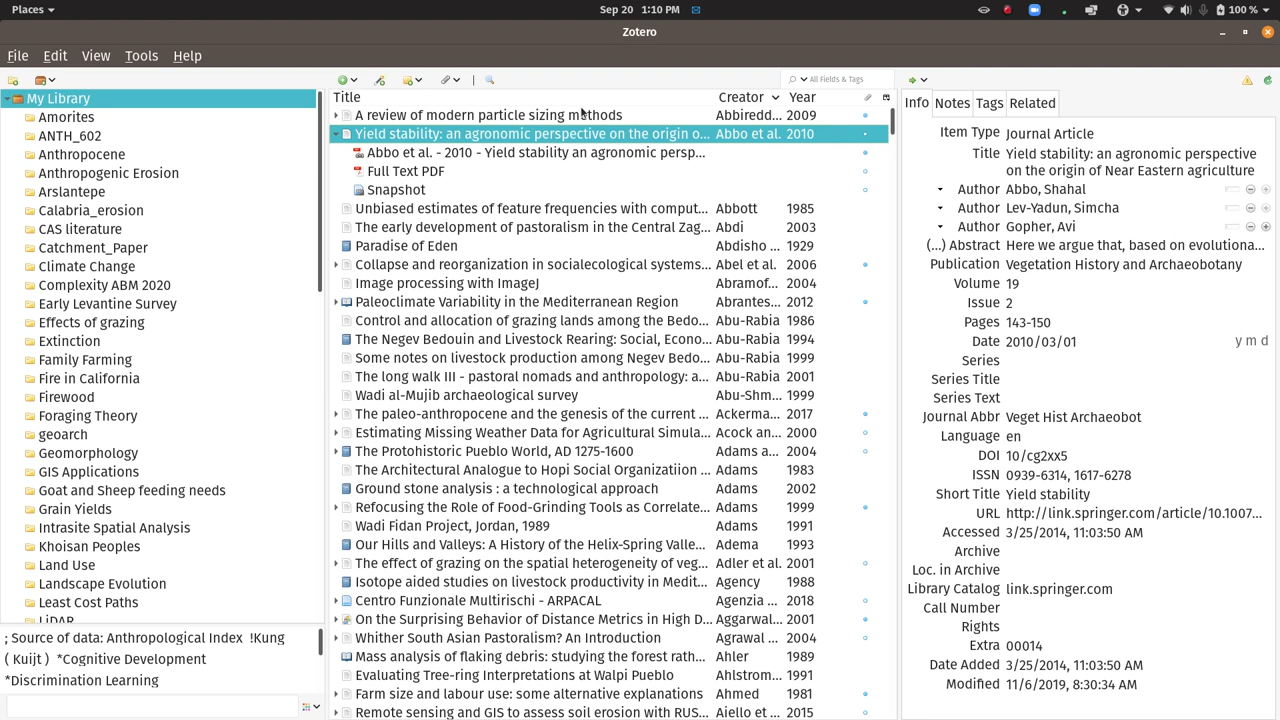 Places
Sep 20 1:10 PM
100 %
Zotero
File Edit View Tools Help
All Fields & Tags
My Library
Amorites
ANTH_602
Anthropocene
Anthropogenic Erosion
Arslantepe
Calabria_erosion
CAS literature
Catchment_Paper
Climate Change
Complexity ABM 2020
Early Levantine Survey
Effects of grazing
Extinction
Family Farming
Fire in California
Firewood
Foraging Theory
geoarch
Geomorphology
GIS Applications
Goat and Sheep feeding needs
Grain Yields
Intrasite Spatial Analysis
Khoisan Peoples
Land Use
Landscape Evolution
Least Cost Paths
LiDAR
; Source of data: Anthropological Index !Kung
( Kuijt ) *Cognitive Development
*Discrimination Learning
Title Creator Year
A review of modern particle sizing methods Abbiredd... 2009
Yield stability: an agronomic perspective on the origin o... Abbo et al. 2010
Abbo et al. - 2010 - Yield stability an agronomic persp...
Full Text PDF
Snapshot
Unbiased estimates of feature frequencies with comput... Abbott 1985
The early development of pastoralism in the Central Zag... Abdi 2003
Paradise of Eden Abdisho ... 1929
Collapse and reorganization in socialecological systems... Abel et al. 2006
Image processing with ImageJ Abramof... 2004
Paleoclimate Variability in the Mediterranean Region Abrantes... 2012
Control and allocation of grazing lands among the Bedo... Abu-Rabia 1986
The Negev Bedouin and Livestock Rearing: Social, Econo... Abu-Rabia 1994
Some notes on livestock production among Negev Bedo... Abu-Rabia 1999
The long walk III - pastoral nomads and anthropology: a... Abu-Rabia 2001
Wadi al-Mujib archaeological survey Abu-Shm... 1999
The paleo-anthropocene and the genesis of the current ... Ackerma... 2017
Estimating Missing Weather Data for Agricultural Simula... Acock an... 2000
The Protohistoric Pueblo World, AD 1275-1600 Adams a... 2004
The Architectural Analogue to Hopi Social Organizatiion ... Adams 1983
Ground stone analysis : a technological approach Adams 2002
Refocusing the Role of Food-Grinding Tools as Correlate... Adams 1999
Wadi Fidan Project, Jordan, 1989 Adams 1991
Our Hills and Valleys: A History of the Helix-Spring Valle... Adema 1993
The effect of grazing on the spatial heterogeneity of veg... Adler et al. 2001
Isotope aided studies on livestock productivity in Medit... Agency 1988
Centro Funzionale Multirischi - ARPACAL Agenzia ... 2018
On the Surprising Behavior of Distance Metrics in High D... Aggarwal... 2001
Whither South Asian Pastoralism? An Introduction Agrawal ... 2004
Mass analysis of flaking debris: studying the forest rath... Ahler 1989
Evaluating Tree-ring Interpretations at Walpi Pueblo Ahlstrom... 1991
Farm size and labour use: some alternative explanations Ahmed 1981
Remote sensing and GIS to assess soil erosion with RUS... Aiello et ... 2015
Info Notes Tags Related
Item Type Journal Article
Title Yield stability: an agronomic perspective
on the origin of Near Eastern agriculture
Author Abbo, Shahal
Author Lev-Yadun, Simcha
Author Gopher, Avi
(...) Abstract Here we argue that, based on evolutiona...
Publication Vegetation History and Archaeobotany
Volume 19
Issue 2
Pages 143-150
Date 2010/03/01 y m d
Series
Series Title
Series Text
Journal Abbr Veget Hist Archaeobot
Language en
DOI 10/cg2xx5
ISSN 0939-6314, 1617-6278
Short Title Yield stability
URL http://link.springer.com/article/10.1007...
Accessed 3/25/2014, 11:03:50 AM
Archive
Loc. in Archive
Library Catalog link.springer.com
Call Number
Rights
Extra 00014
Date Added 3/25/2014, 11:03:50 AM
Modified 11/6/2019, 8:30:34 AM